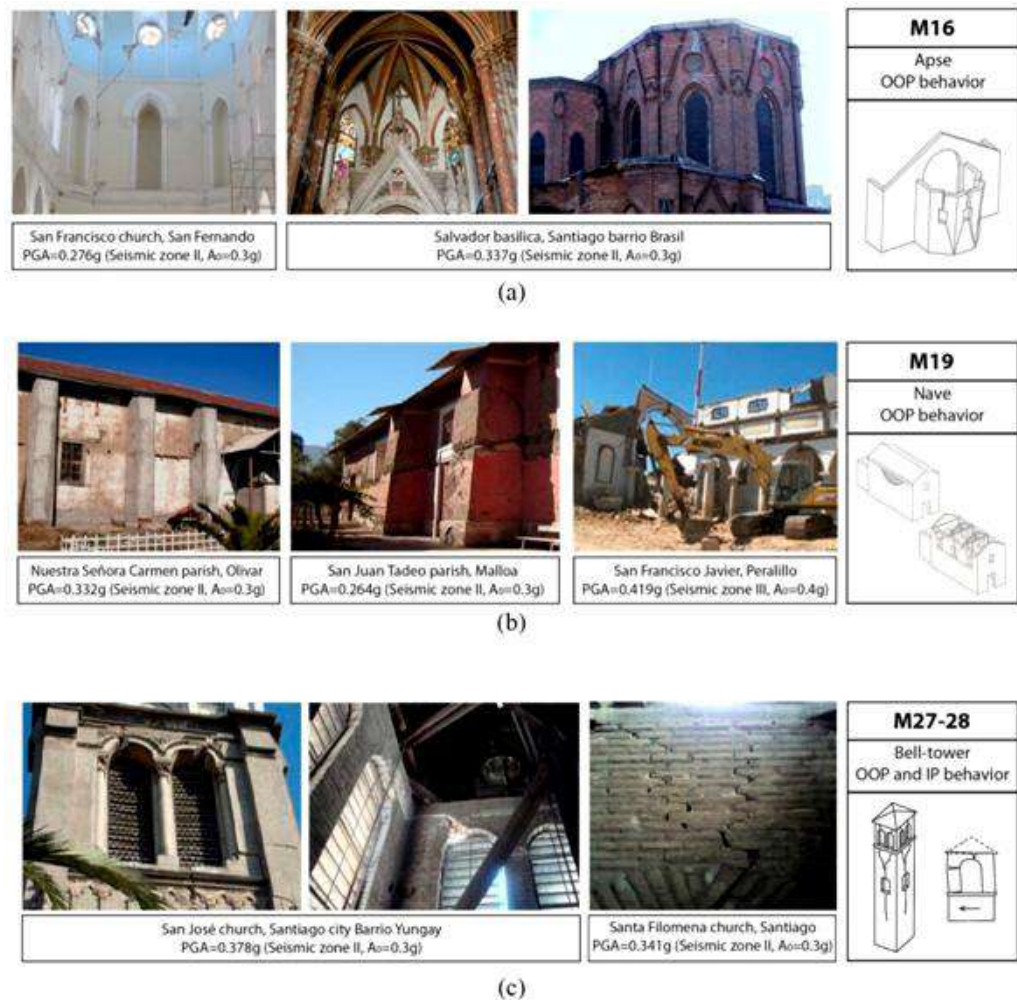 M16
Apse
OOP behavior
San Francisco church, San Fernando
PGA=0.276g (Seismic zone II, A₀=0.3g)
Salvador basilica, Santiago barrio Brasil
PGA=0.337g (Seismic zone II, A₀=0.3g)
(a)
M19
Nave
OOP behavior
Nuestra Señora Carmen parish, Olivar
PGA=0.332g (Seismic zone II, A₀=0.3g)
San Juan Tadeo parish, Malloa
PGA=0.264g (Seismic zone II, A₀=0.3g)
San Francisco Javier, Peralillo
PGA=0.419g (Seismic zone III, A₀=0.4g)
(b)
M27-28
Bell-tower
OOP and IP behavior
San José church, Santiago city Barrio Yungay
PGA=0.378g (Seismic zone II, A₀=0.3g)
Santa Filomena church, Santiago
PGA=0.341g (Seismic zone II, A₀=0.3g)
(c)